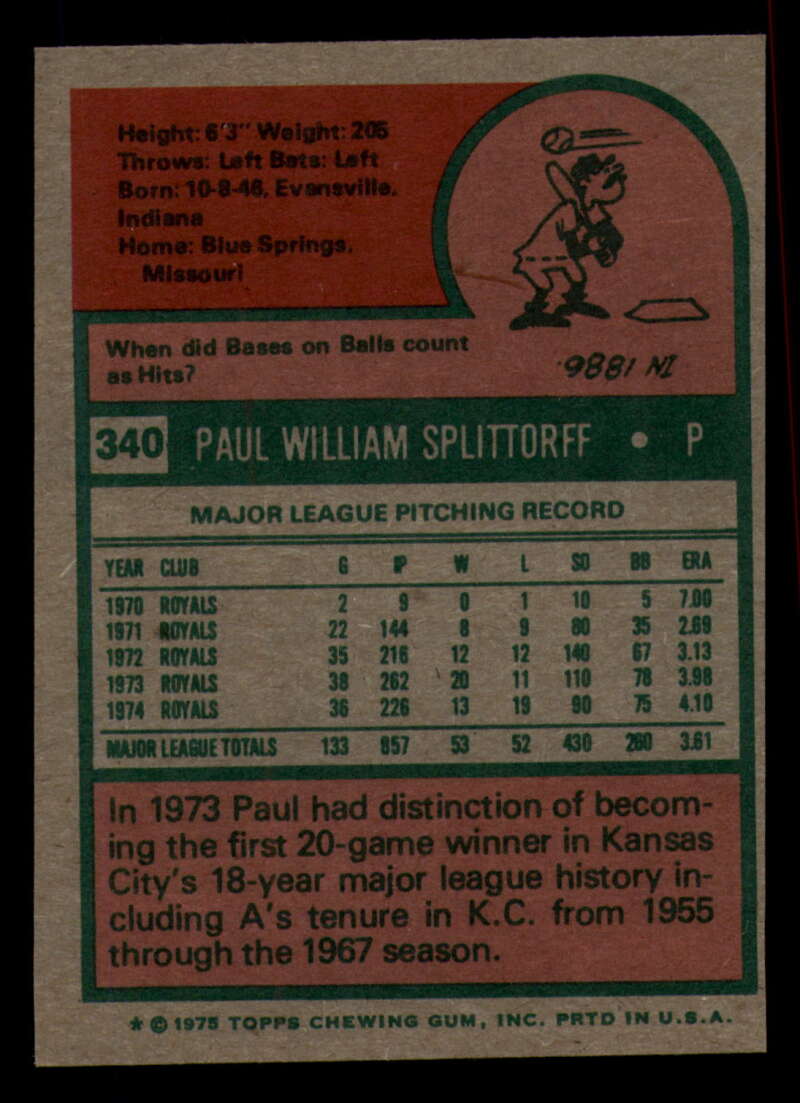 Height: 6'3" Weight: 205
Throws: Left Bats: Left
Born: 10-8-46, Evansville,
Indiana
Home: Blue Springs,
Missouri
When did Bases on Balls count
as Hits?
IN 1886.
340 PAUL WILLIAM SPLITTORFF • P
MAJOR LEAGUE PITCHING RECORD
YEAR CLUB G IP W L SO BB ERA
1970 ROYALS 2 9 0 1 10 5 7.00
1971 ROYALS 22 144 8 9 80 35 2.69
1972 ROYALS 35 216 12 12 140 67 3.13
1973 ROYALS 38 262 20 11 110 78 3.98
1974 ROYALS 36 226 13 19 90 75 4.10
MAJOR LEAGUE TOTALS 133 857 53 52 430 260 3.61
In 1973 Paul had distinction of becom-
ing the first 20-game winner in Kansas
City's 18-year major league history in-
cluding A's tenure in K.C. from 1955
through the 1967 season.
* © 1975 TOPPS CHEWING GUM, INC. PRTD IN U.S.A.